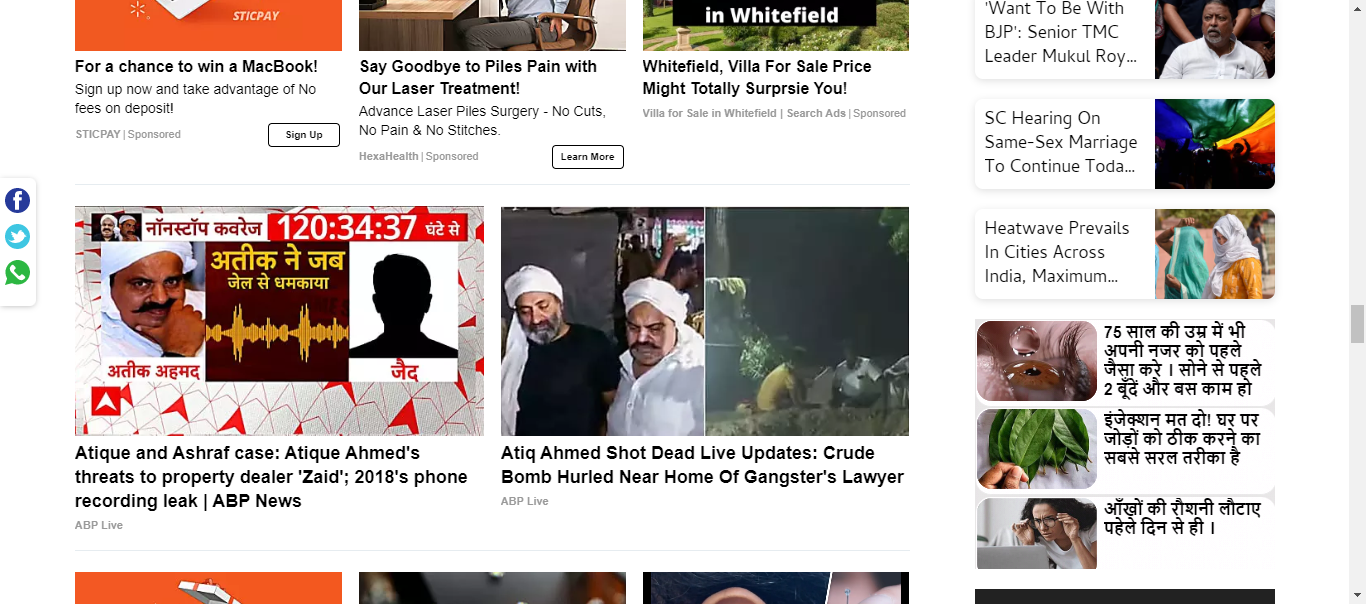 STICPAY
For a chance to win a MacBook!
Sign up now and take advantage of No
fees on deposit!
STICPAY | Sponsored
Sign Up
Say Goodbye to Piles Pain with
Our Laser Treatment!
Advance Laser Piles Surgery - No Cuts,
No Pain & No Stitches.
HexaHealth | Sponsored
Learn More
in Whitefield
Whitefield, Villa For Sale Price
Might Totally Surprsie You!
Villa for Sale in Whitefield | Search Ads | Sponsored
नॉनस्टॉप कवरेज 120:34:37 घंटे से
अतीक ने जब
जेल से धमकाया
अतीक अहमद
जैद
Atique and Ashraf case: Atique Ahmed's
threats to property dealer 'Zaid'; 2018's phone
recording leak | ABP News
ABP Live
Atiq Ahmed Shot Dead Live Updates: Crude
Bomb Hurled Near Home Of Gangster's Lawyer
ABP Live
'Want To Be With
BJP': Senior TMC
Leader Mukul Roy...
SC Hearing On
Same-Sex Marriage
To Continue Toda...
Heatwave Prevails
In Cities Across
India, Maximum...
75 साल की उम्र में भी
अपनी नजर को पहले
जैसा करे । सोने से पहले
2 बूँदें और बस काम हो
इंजेक्शन मत दो! घर पर
जोड़ों को ठीक करने का
सबसे सरल तरीका है
आँखों की रौशनी लौटाए
पहेले दिन से ही ।